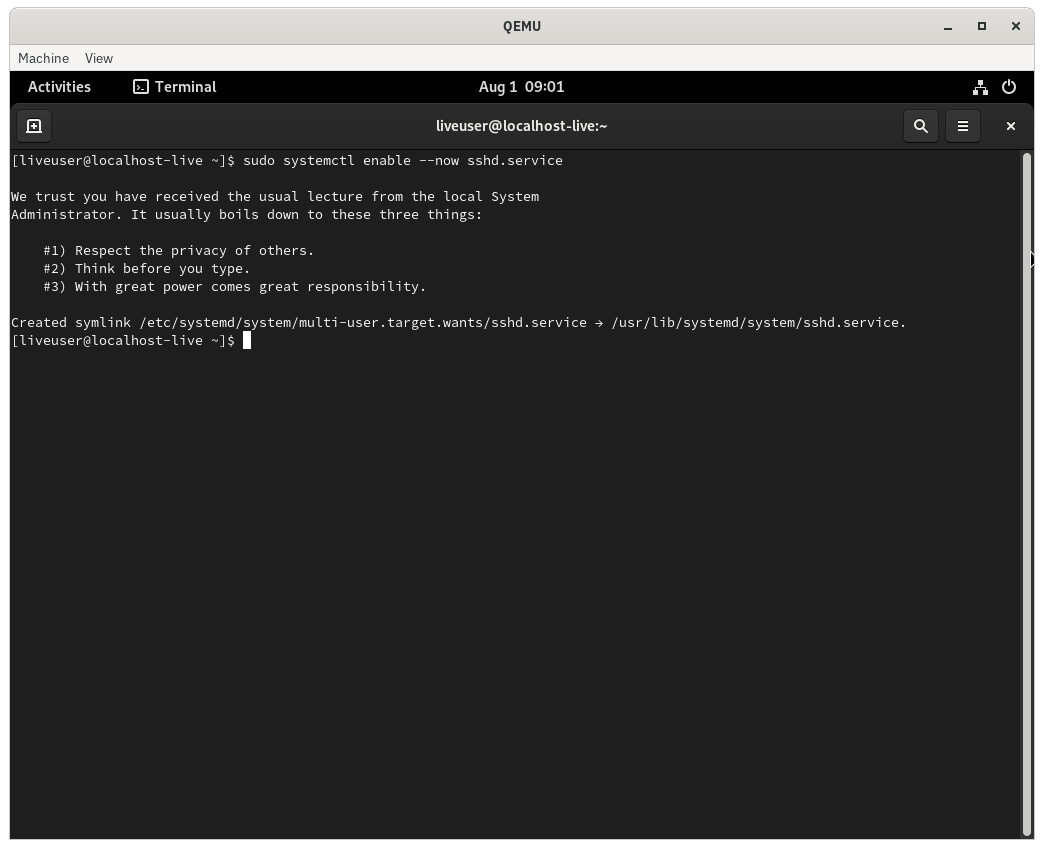 QEMU
Machine View
Activities Terminal Aug 1 09:01
liveuser@localhost-live:~
[liveuser@localhost-live ~]$ sudo systemctl enable --now sshd.service
We trust you have received the usual lecture from the local System
Administrator. It usually boils down to these three things:
#1) Respect the privacy of others.
#2) Think before you type.
#3) With great power comes great responsibility.
Created symlink /etc/systemd/system/multi-user.target.wants/sshd.service → /usr/lib/systemd/system/sshd.service.
[liveuser@localhost-live ~]$